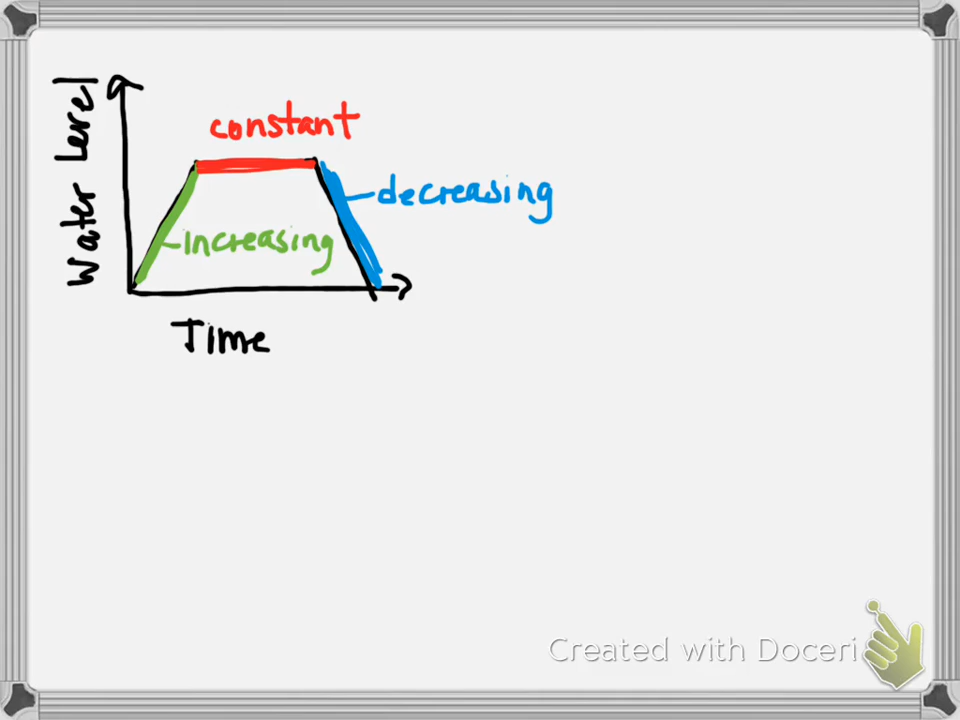 Water Level
constant
decreasing
increasing
Time
Created with Doceri